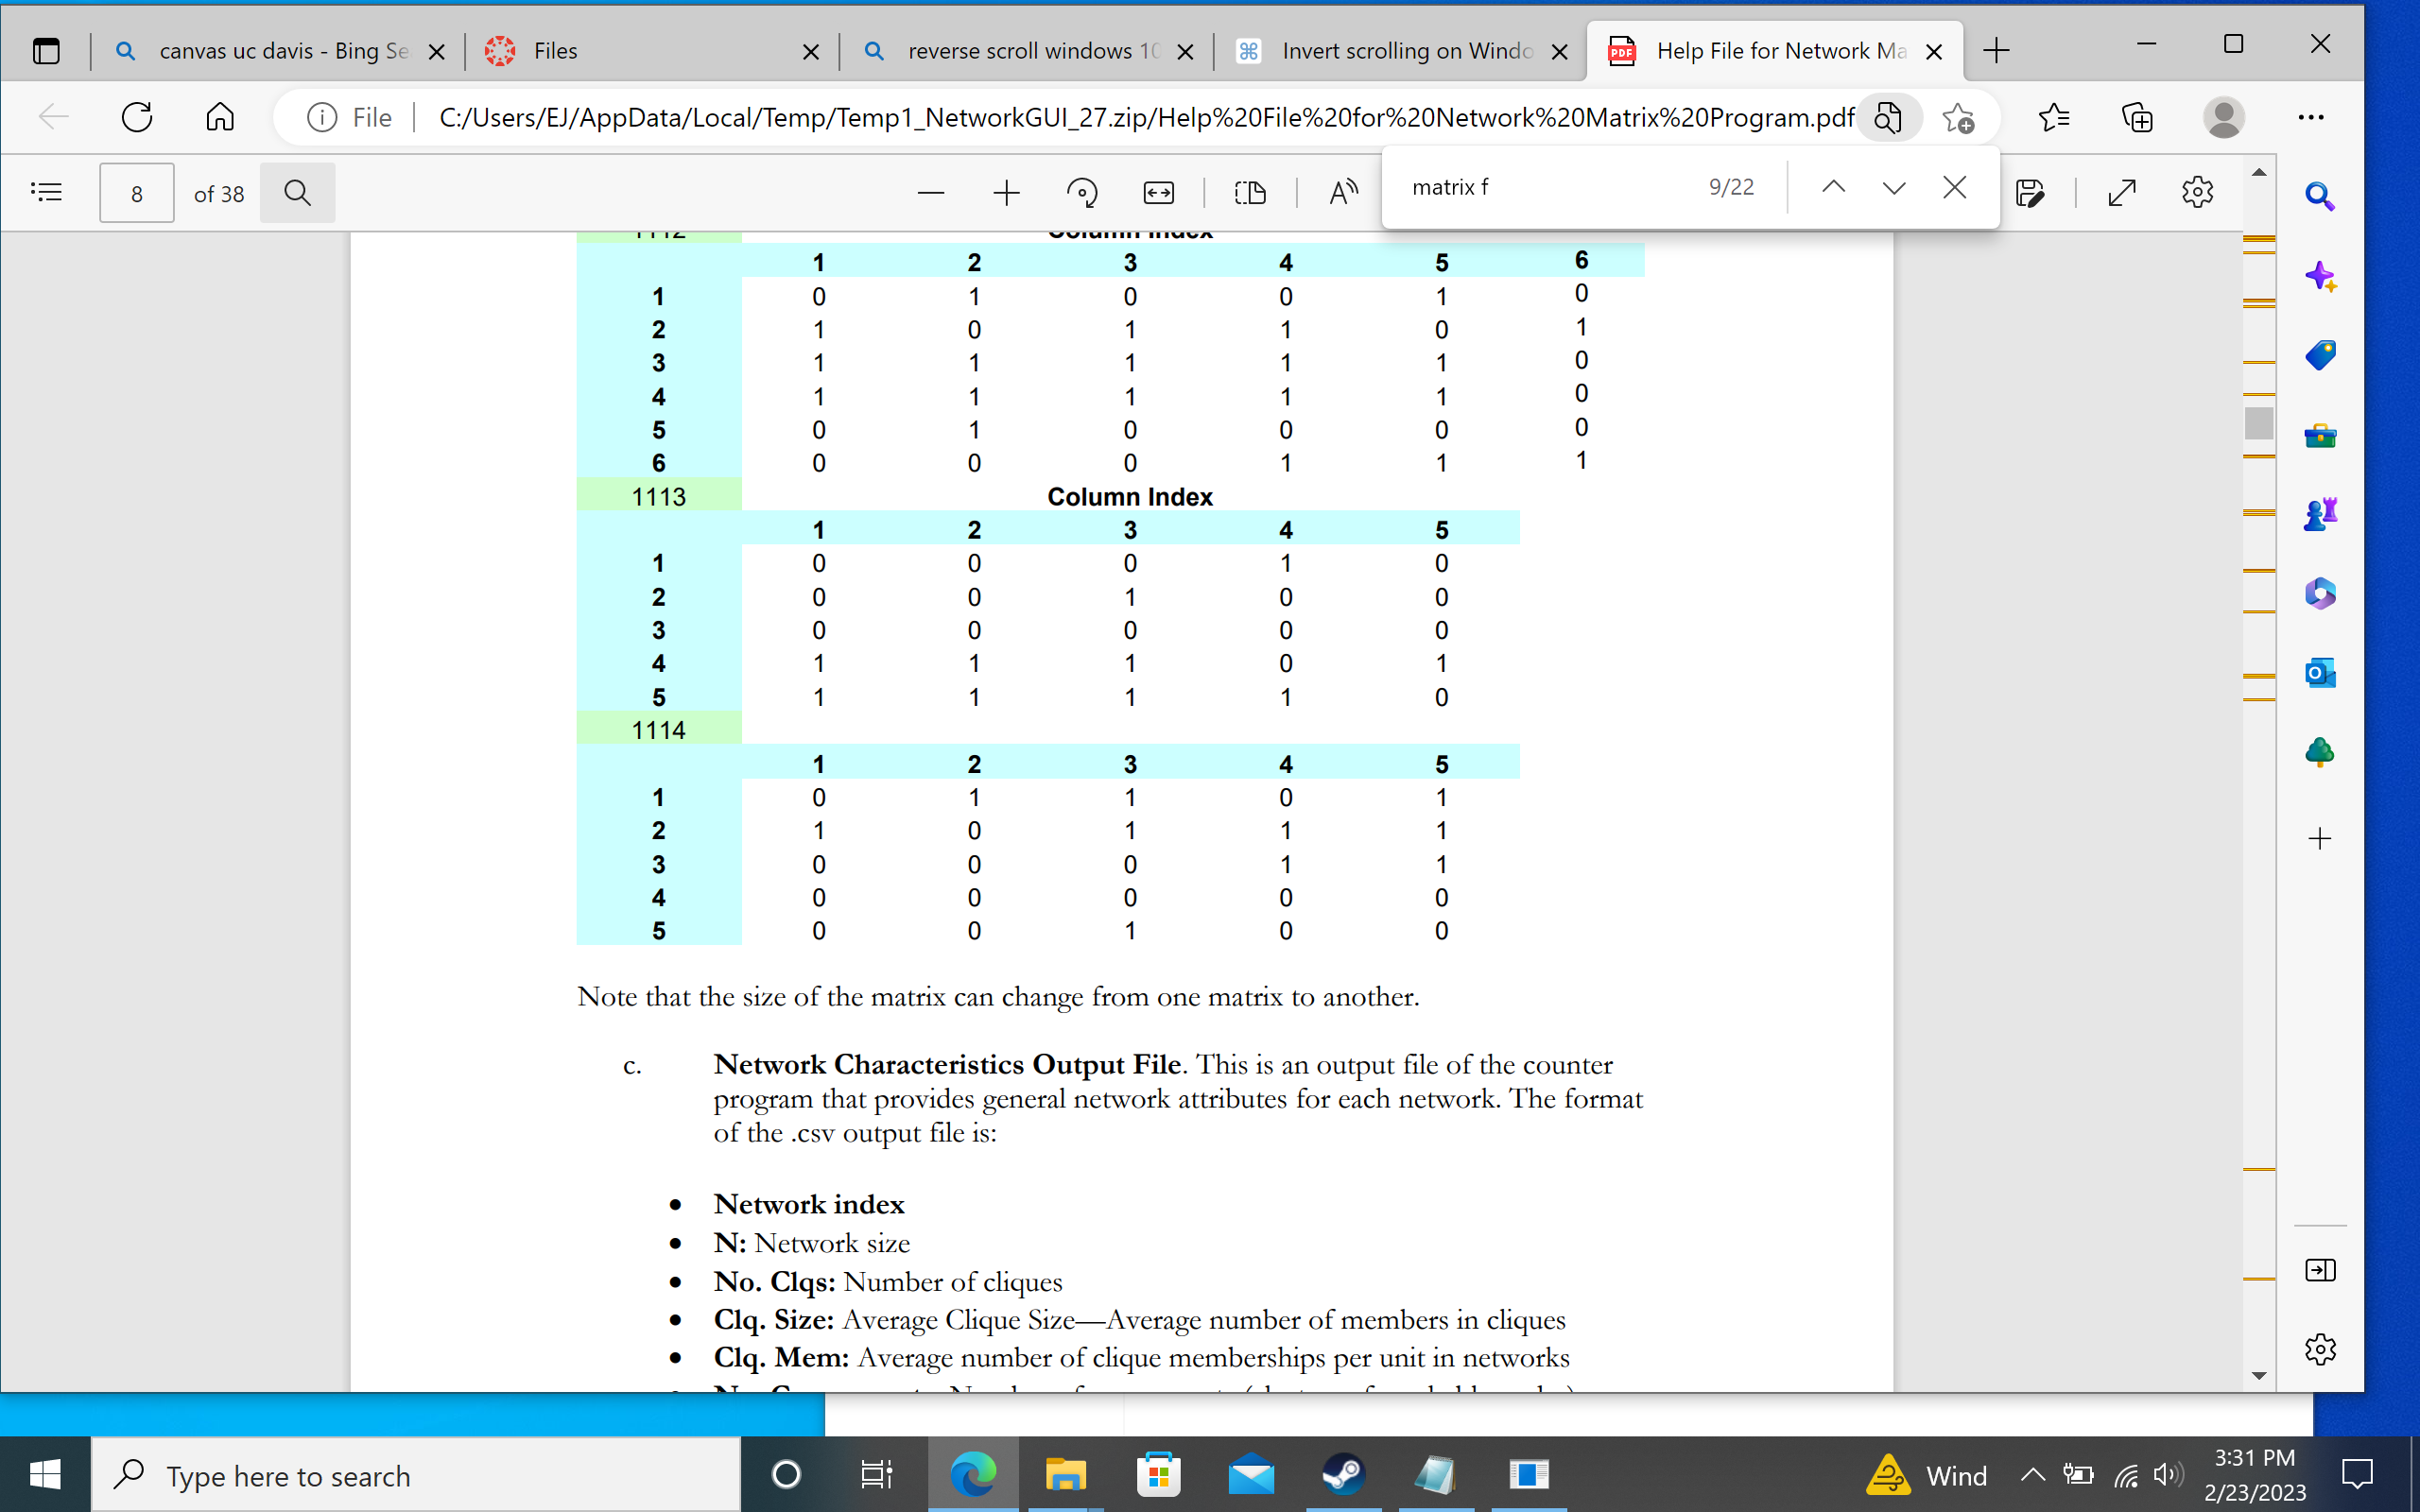 canvas uc davis - Bing Se
Files
reverse scroll windows 10
Invert scrolling on Windo
Help File for Network Ma
File
C:/Users/EJ/AppData/Local/Temp/Temp1_NetworkGUI_27.zip/Help%20File%20for%20Network%20Matrix%20Program.pdf
8 of 38
matrix f 9/22
1112 Column Index
1 2 3 4 5 6
1 0 1 0 0 1 0
2 1 0 1 1 0 1
3 1 1 1 1 1 0
4 1 1 1 1 1 0
5 0 1 0 0 0 0
6 0 0 0 1 1 1
1113 Column Index
1 2 3 4 5
1 0 0 0 1 0
2 0 0 1 0 0
3 0 0 0 0 0
4 1 1 1 0 1
5 1 1 1 1 0
1114
1 2 3 4 5
1 0 1 1 0 1
2 1 0 1 1 1
3 0 0 0 1 1
4 0 0 0 0 0
5 0 0 1 0 0
Note that the size of the matrix can change from one matrix to another.
c. Network Characteristics Output File. This is an output file of the counter
program that provides general network attributes for each network. The format
of the .csv output file is:
• Network index
• N: Network size
• No. Clqs: Number of cliques
• Clq. Size: Average Clique Size—Average number of members in cliques
• Clq. Mem: Average number of clique memberships per unit in networks
Type here to search
Wind
3:31 PM
2/23/2023